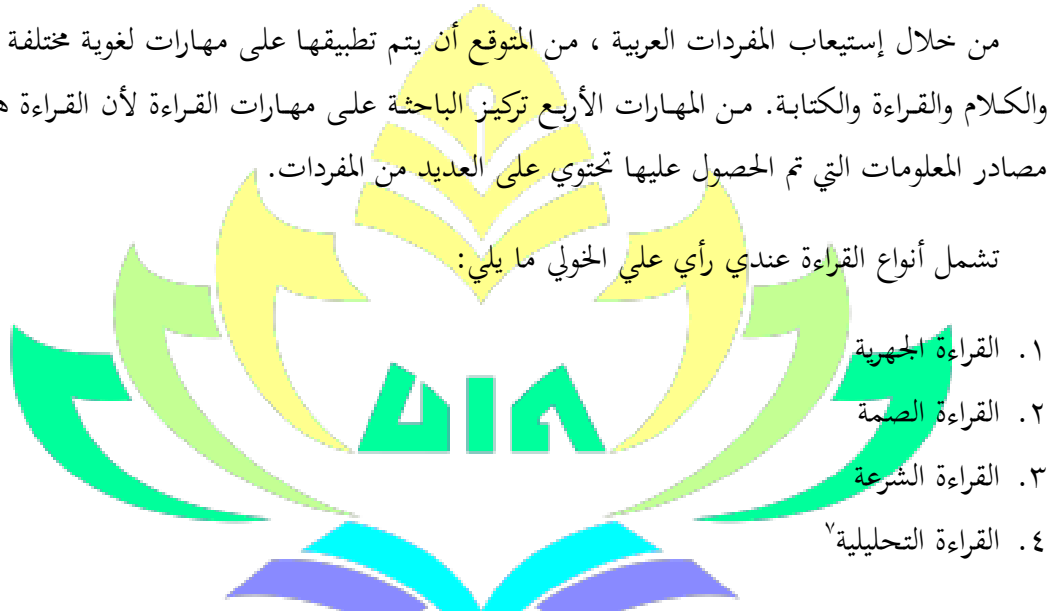 من خلال إستيعاب المفردات العربية ، من المتوقع أن يتم تطبيقها على مهارات لغوية مختلفة
والكلام والقراءة والكتابة. من المهارات الأربع تركيز الباحثة على مهارات القراءة لأن القراءة
مصادر المعلومات التي تم الحصول عليها تحتوي على العديد من المفردات.
تشمل أنواع القراءة عندي رأي علي الخولي ما يلي:
١. القراءة الجهرية
٢. القراءة الصمة
٣. القراءة الشرعة
٤. القراءة التحليلية٧